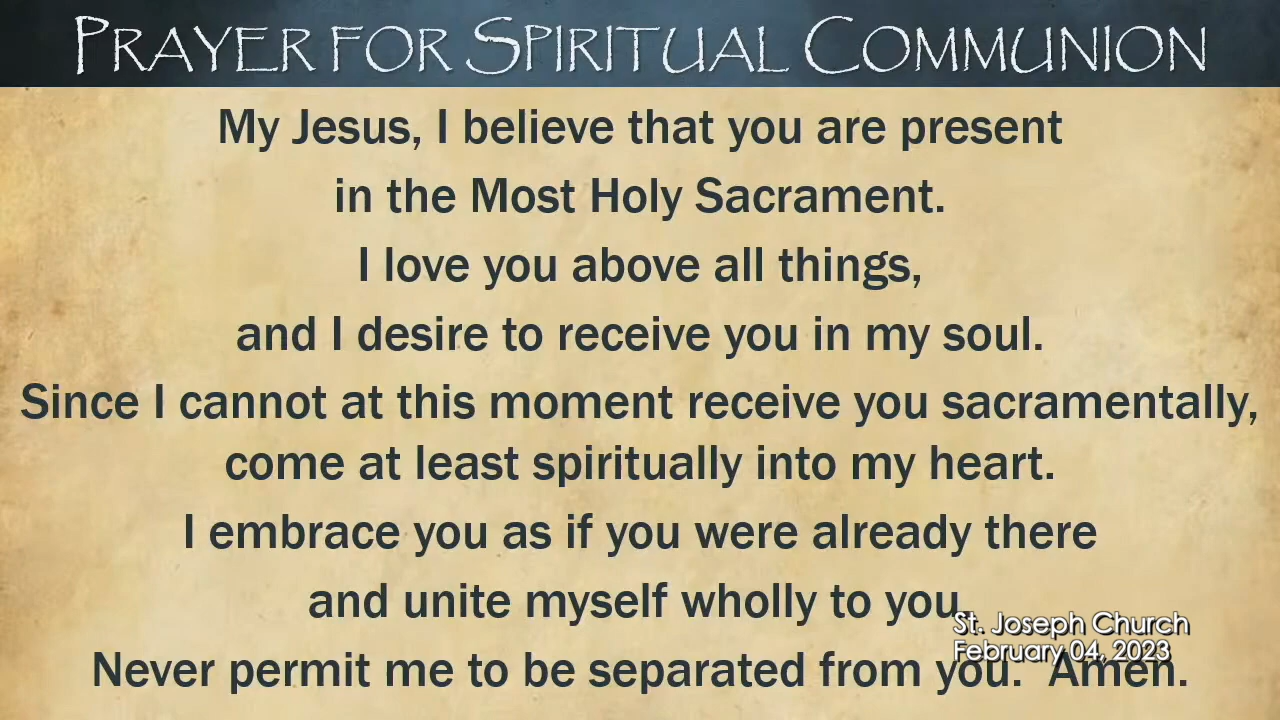 PRAYER FOR SPIRITUAL COMMUNION
My Jesus, I believe that you are present
in the Most Holy Sacrament.
I love you above all things,
and I desire to receive you in my soul.
Since I cannot at this moment receive you sacramentally,
come at least spiritually into my heart.
I embrace you as if you were already there
and unite myself wholly to you.
St. Joseph Church
February 04, 2023
Never permit me to be separated from you. Amen.